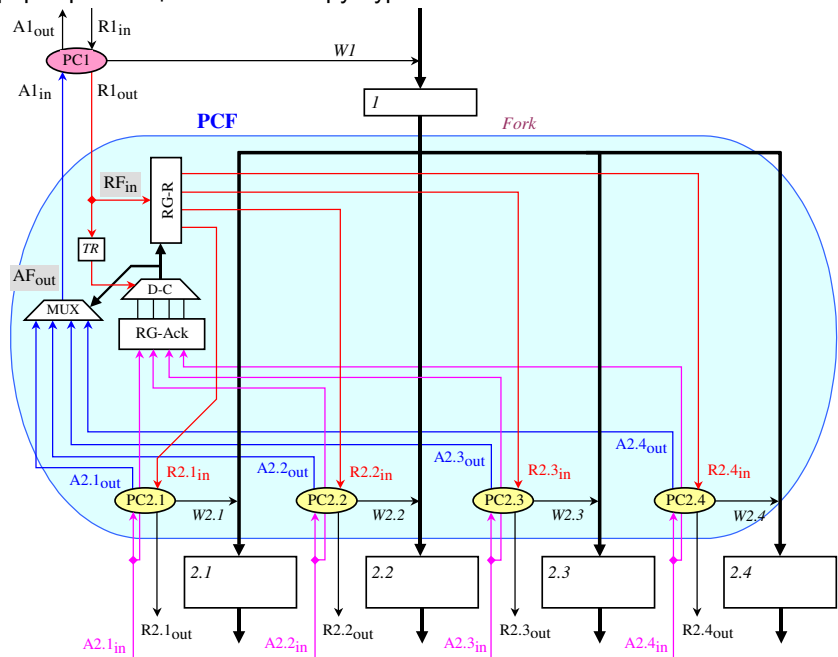 A1out
R1in
PC1
W1
A1in
R1out
1
PCF
Fork
RFin
RG-R
TR
AFout
D-C
MUX
RG-Ack
A2.1out
R2.1in
A2.2out
R2.2in
A2.3out
R2.3in
A2.4out
R2.4in
PC2.1
W2.1
PC2.2
W2.2
PC2.3
W2.3
PC2.4
W2.4
2.1
2.2
2.3
2.4
A2.1in
R2.1out
A2.2in
R2.2out
A2.3in
R2.3out
A2.4in
R2.4out